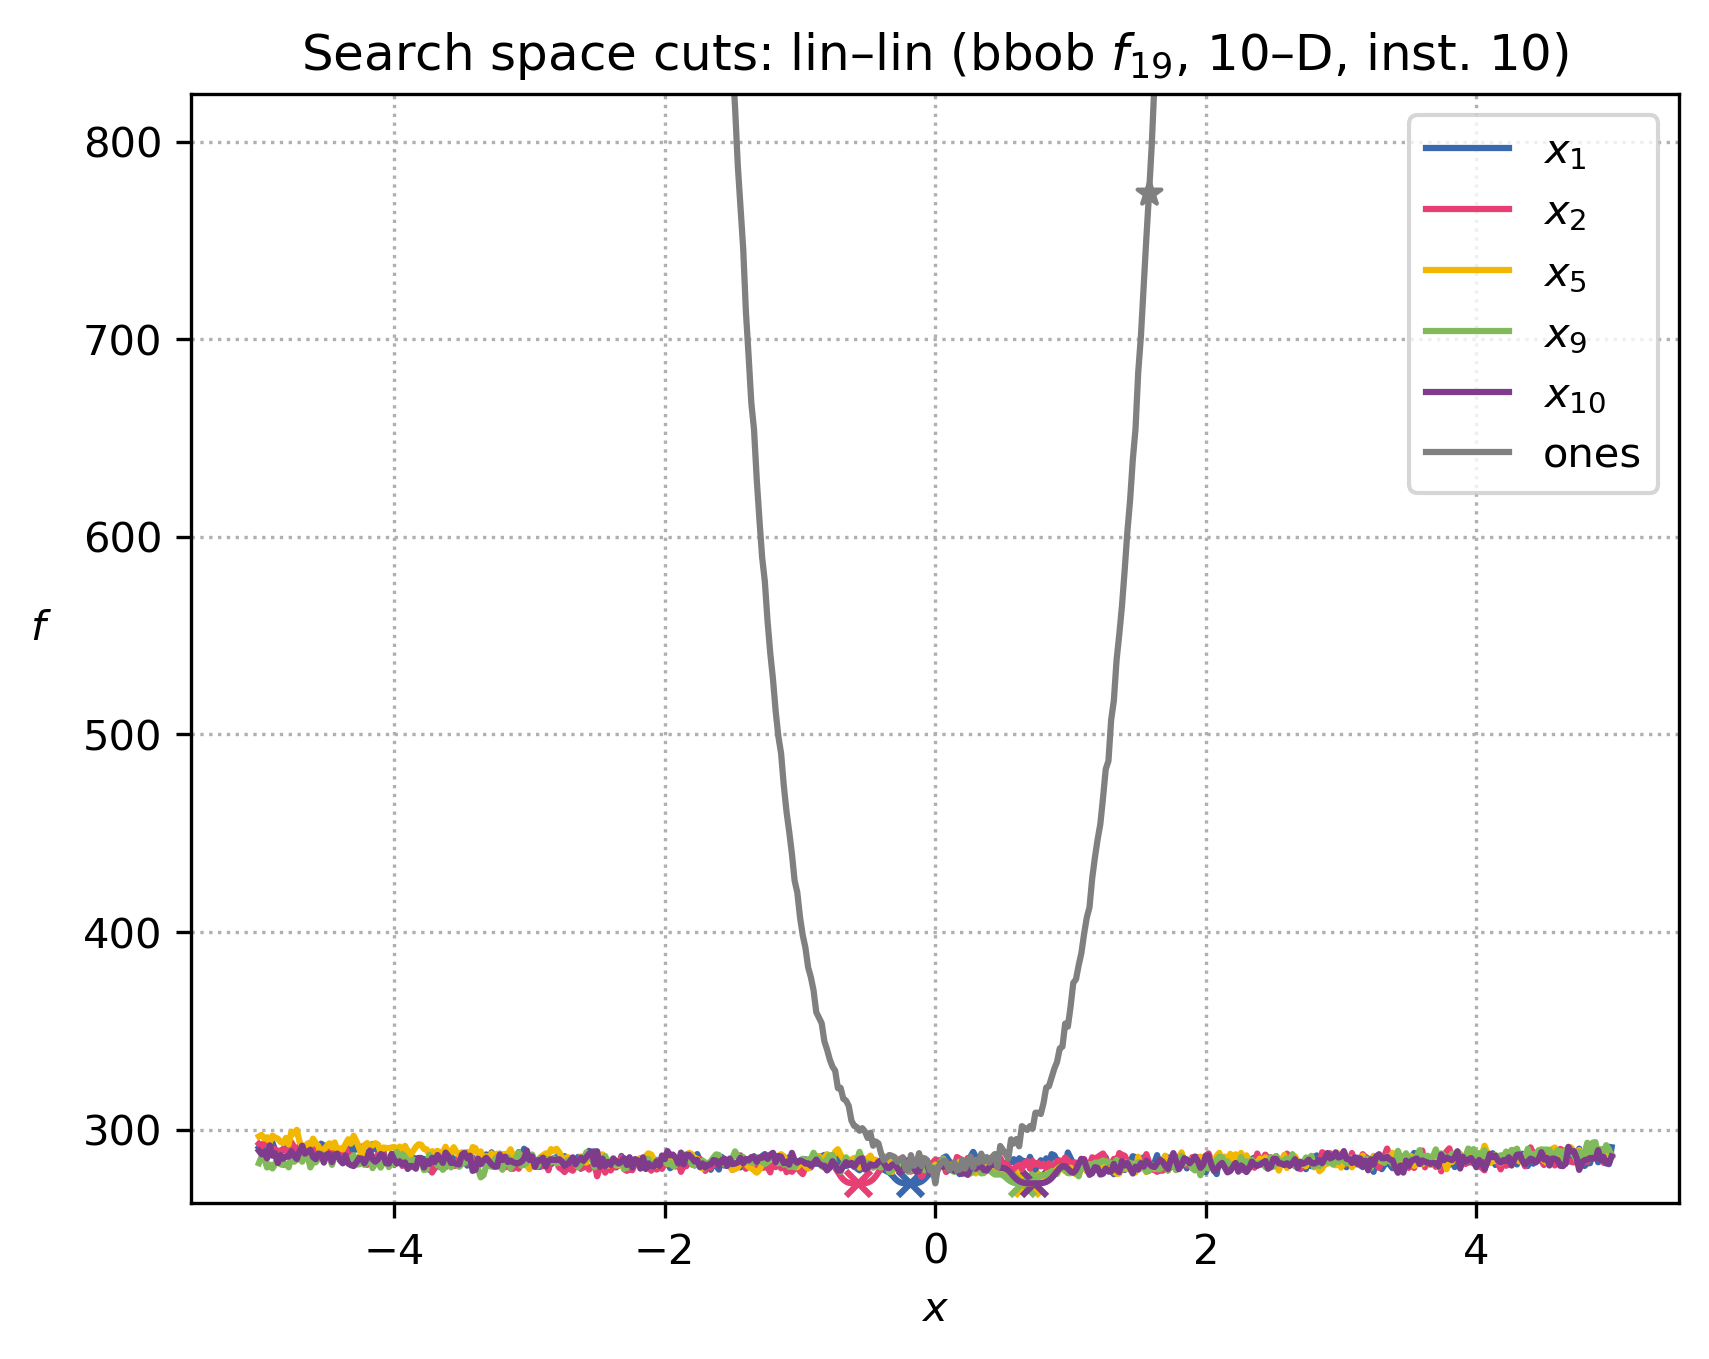 Search space cuts: lin–lin (bbob f₁₉, 10–D, inst. 10)
800
700
600
500
400
300
f
−4
−2
0
2
4
x
x₁
x₂
x₅
x₉
x₁₀
ones